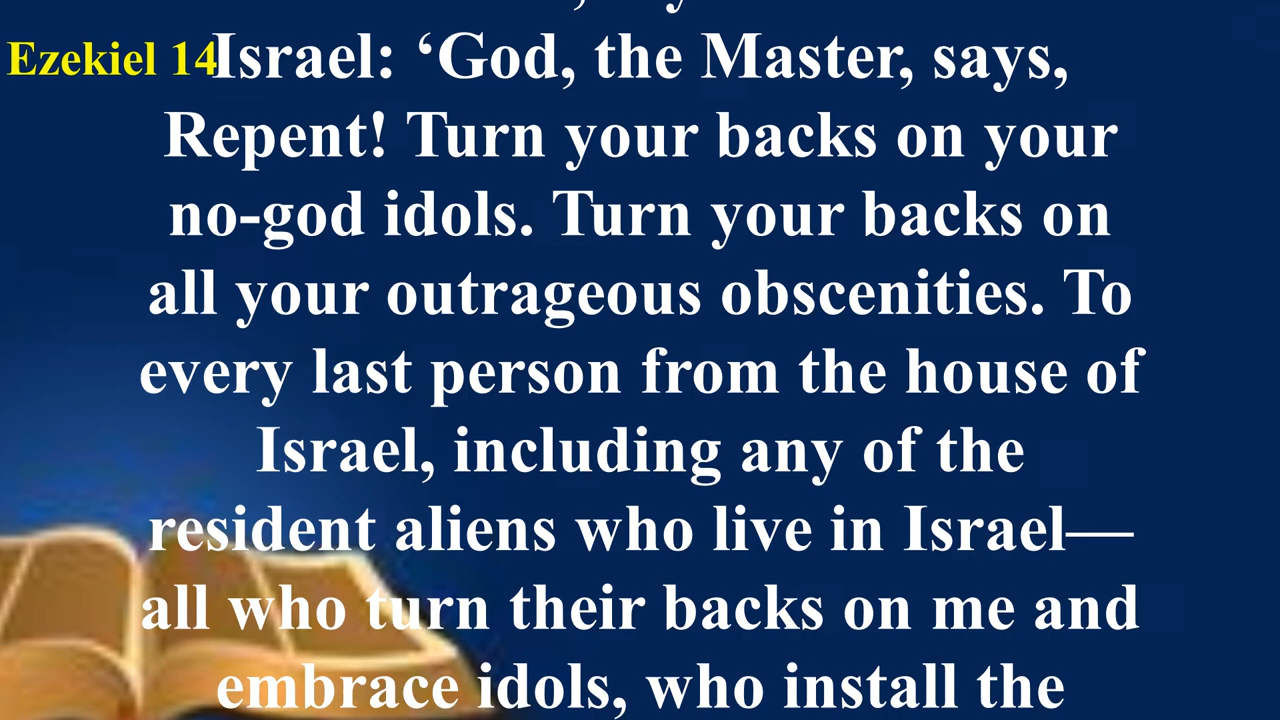 Ezekiel 14
Israel: ‘God, the Master, says,
Repent! Turn your backs on your
no-god idols. Turn your backs on
all your outrageous obscenities. To
every last person from the house of
Israel, including any of the
resident aliens who live in Israel—
all who turn their backs on me and
embrace idols, who install the